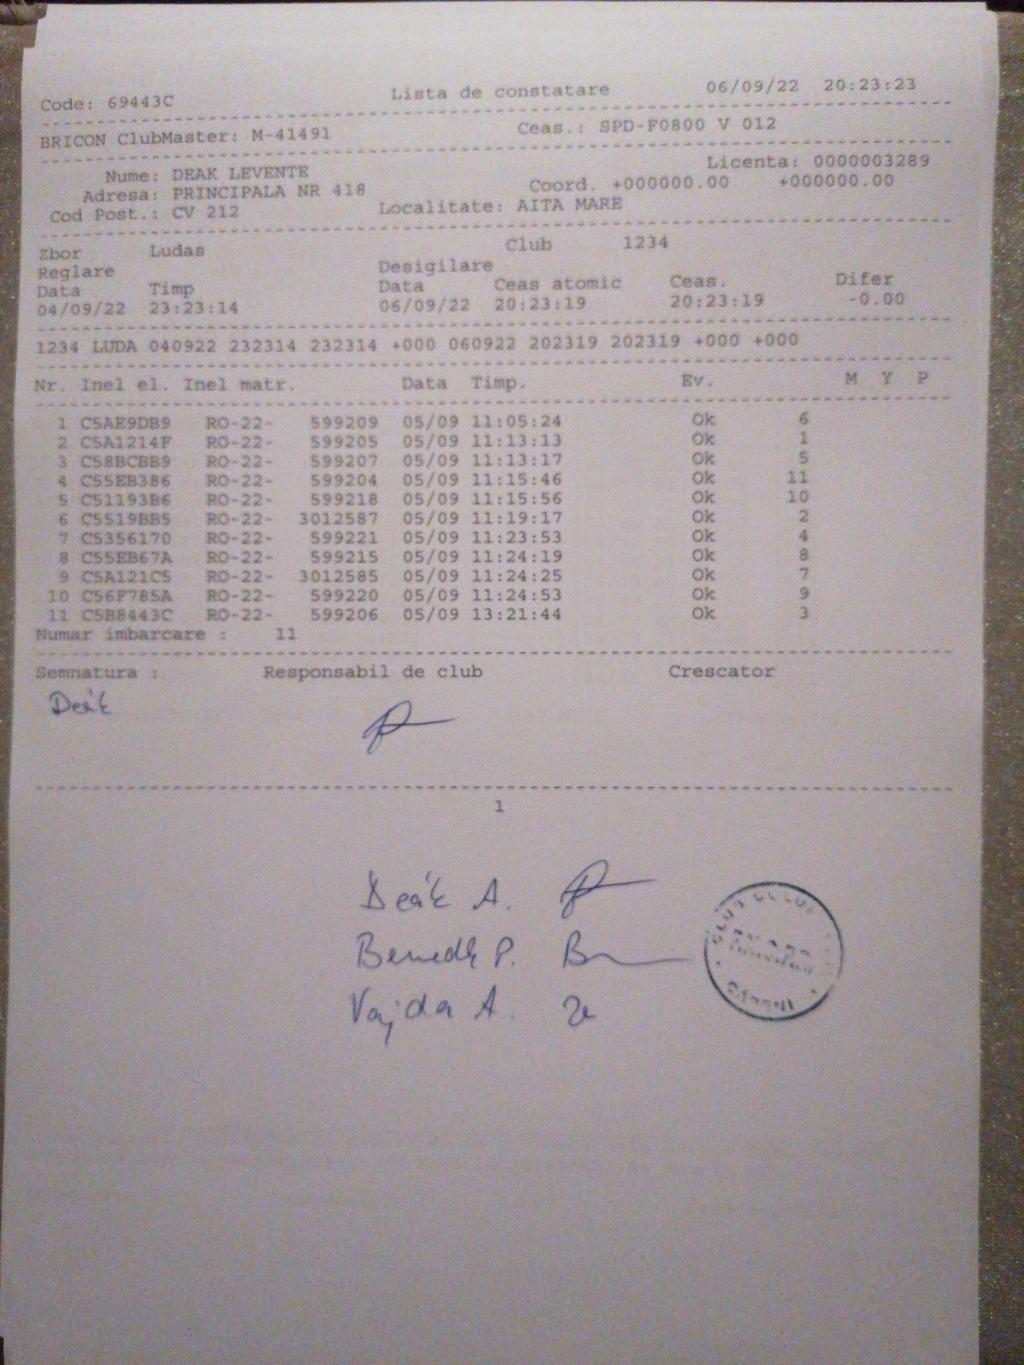 Code: 69443C Lista de constatare 06/09/22 20:23:23
BRICON ClubMaster: M-41491 Ceas.: SPD-F0800 V 012
Nume: DEAK LEVENTE Licenta: 0000003289
Adresa: PRINCIPALA NR 418 Coord. +000000.00 +000000.00
Cod Post.: CV 212 Localitate: AITA MARE
Zbor Ludas Club 1234
Reglare Desigilare
Data Timp Data Ceas atomic Ceas. Difer
04/09/22 23:23:14 06/09/22 20:23:19 20:23:19 -0.00
1234 LUDA 040922 232314 232314 +000 060922 202319 202319 +000 +000
Nr. Inel el. Inel matr. Data Timp. Ev. M Y P
1 C5AE9DB9 RO-22- 599209 05/09 11:05:24 Ok 6
2 C5A1214F RO-22- 599205 05/09 11:13:13 Ok 1
3 C58BCBB9 RO-22- 599207 05/09 11:13:17 Ok 5
4 C55EB386 RO-22- 599204 05/09 11:15:46 Ok 11
5 C51193B6 RO-22- 599218 05/09 11:15:56 Ok 10
6 C5519BB5 RO-22- 3012587 05/09 11:19:17 Ok 2
7 C5356170 RO-22- 599221 05/09 11:23:53 Ok 4
8 C55EB67A RO-22- 599215 05/09 11:24:19 Ok 8
9 C5A121C5 RO-22- 3012585 05/09 11:24:25 Ok 7
10 C56F785A RO-22- 599220 05/09 11:24:53 Ok 9
11 C5B8443C RO-22- 599206 05/09 13:21:44 Ok 3
Numar imbarcare : 11
Semnatura : Responsabil de club Crescator
Deák
1
Deák A.
P.
Vajda A.